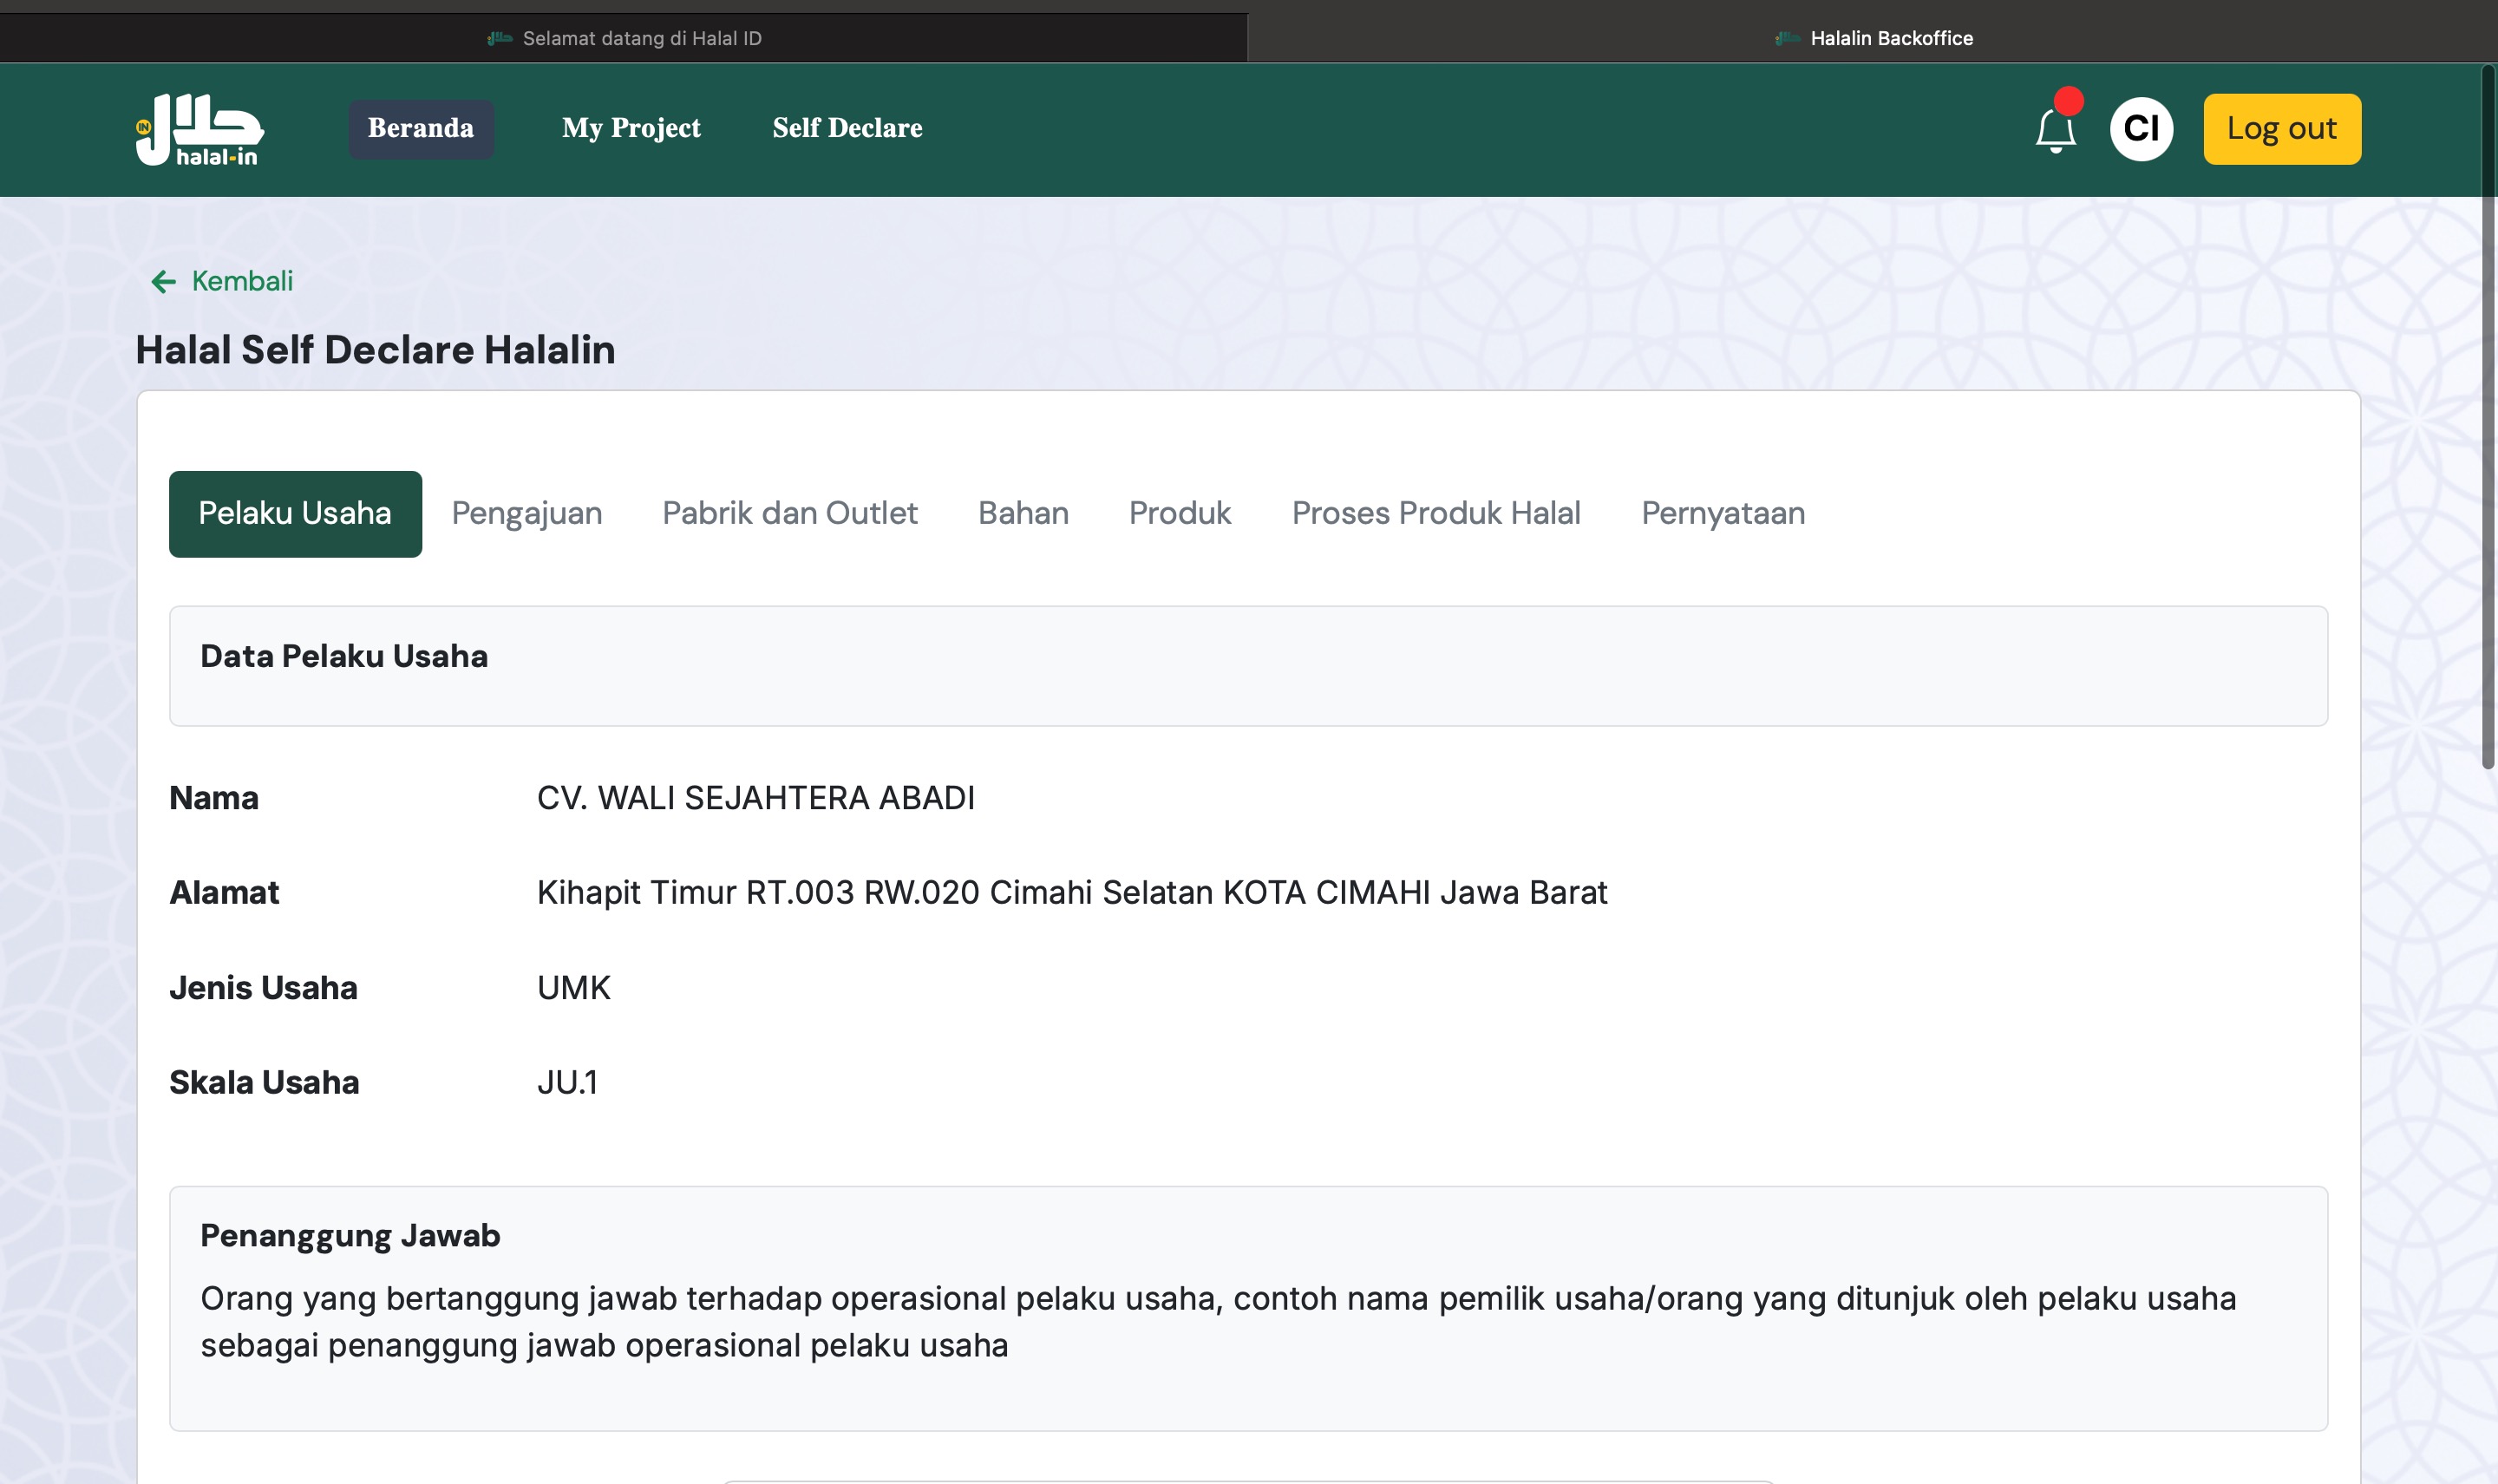 Selamat datang di Halal ID
Halalin Backoffice
حلال
IN
halal-in
Beranda
My Project
Self Declare
CI
Log out
Kembali
Halal Self Declare Halalin
Pelaku Usaha
Pengajuan
Pabrik dan Outlet
Bahan
Produk
Proses Produk Halal
Pernyataan
Data Pelaku Usaha
Nama
CV. WALI SEJAHTERA ABADI
Alamat
Kihapit Timur RT.003 RW.020 Cimahi Selatan KOTA CIMAHI Jawa Barat
Jenis Usaha
UMK
Skala Usaha
JU.1
Penanggung Jawab
Orang yang bertanggung jawab terhadap operasional pelaku usaha, contoh nama pemilik usaha/orang yang ditunjuk oleh pelaku usaha
sebagai penanggung jawab operasional pelaku usaha